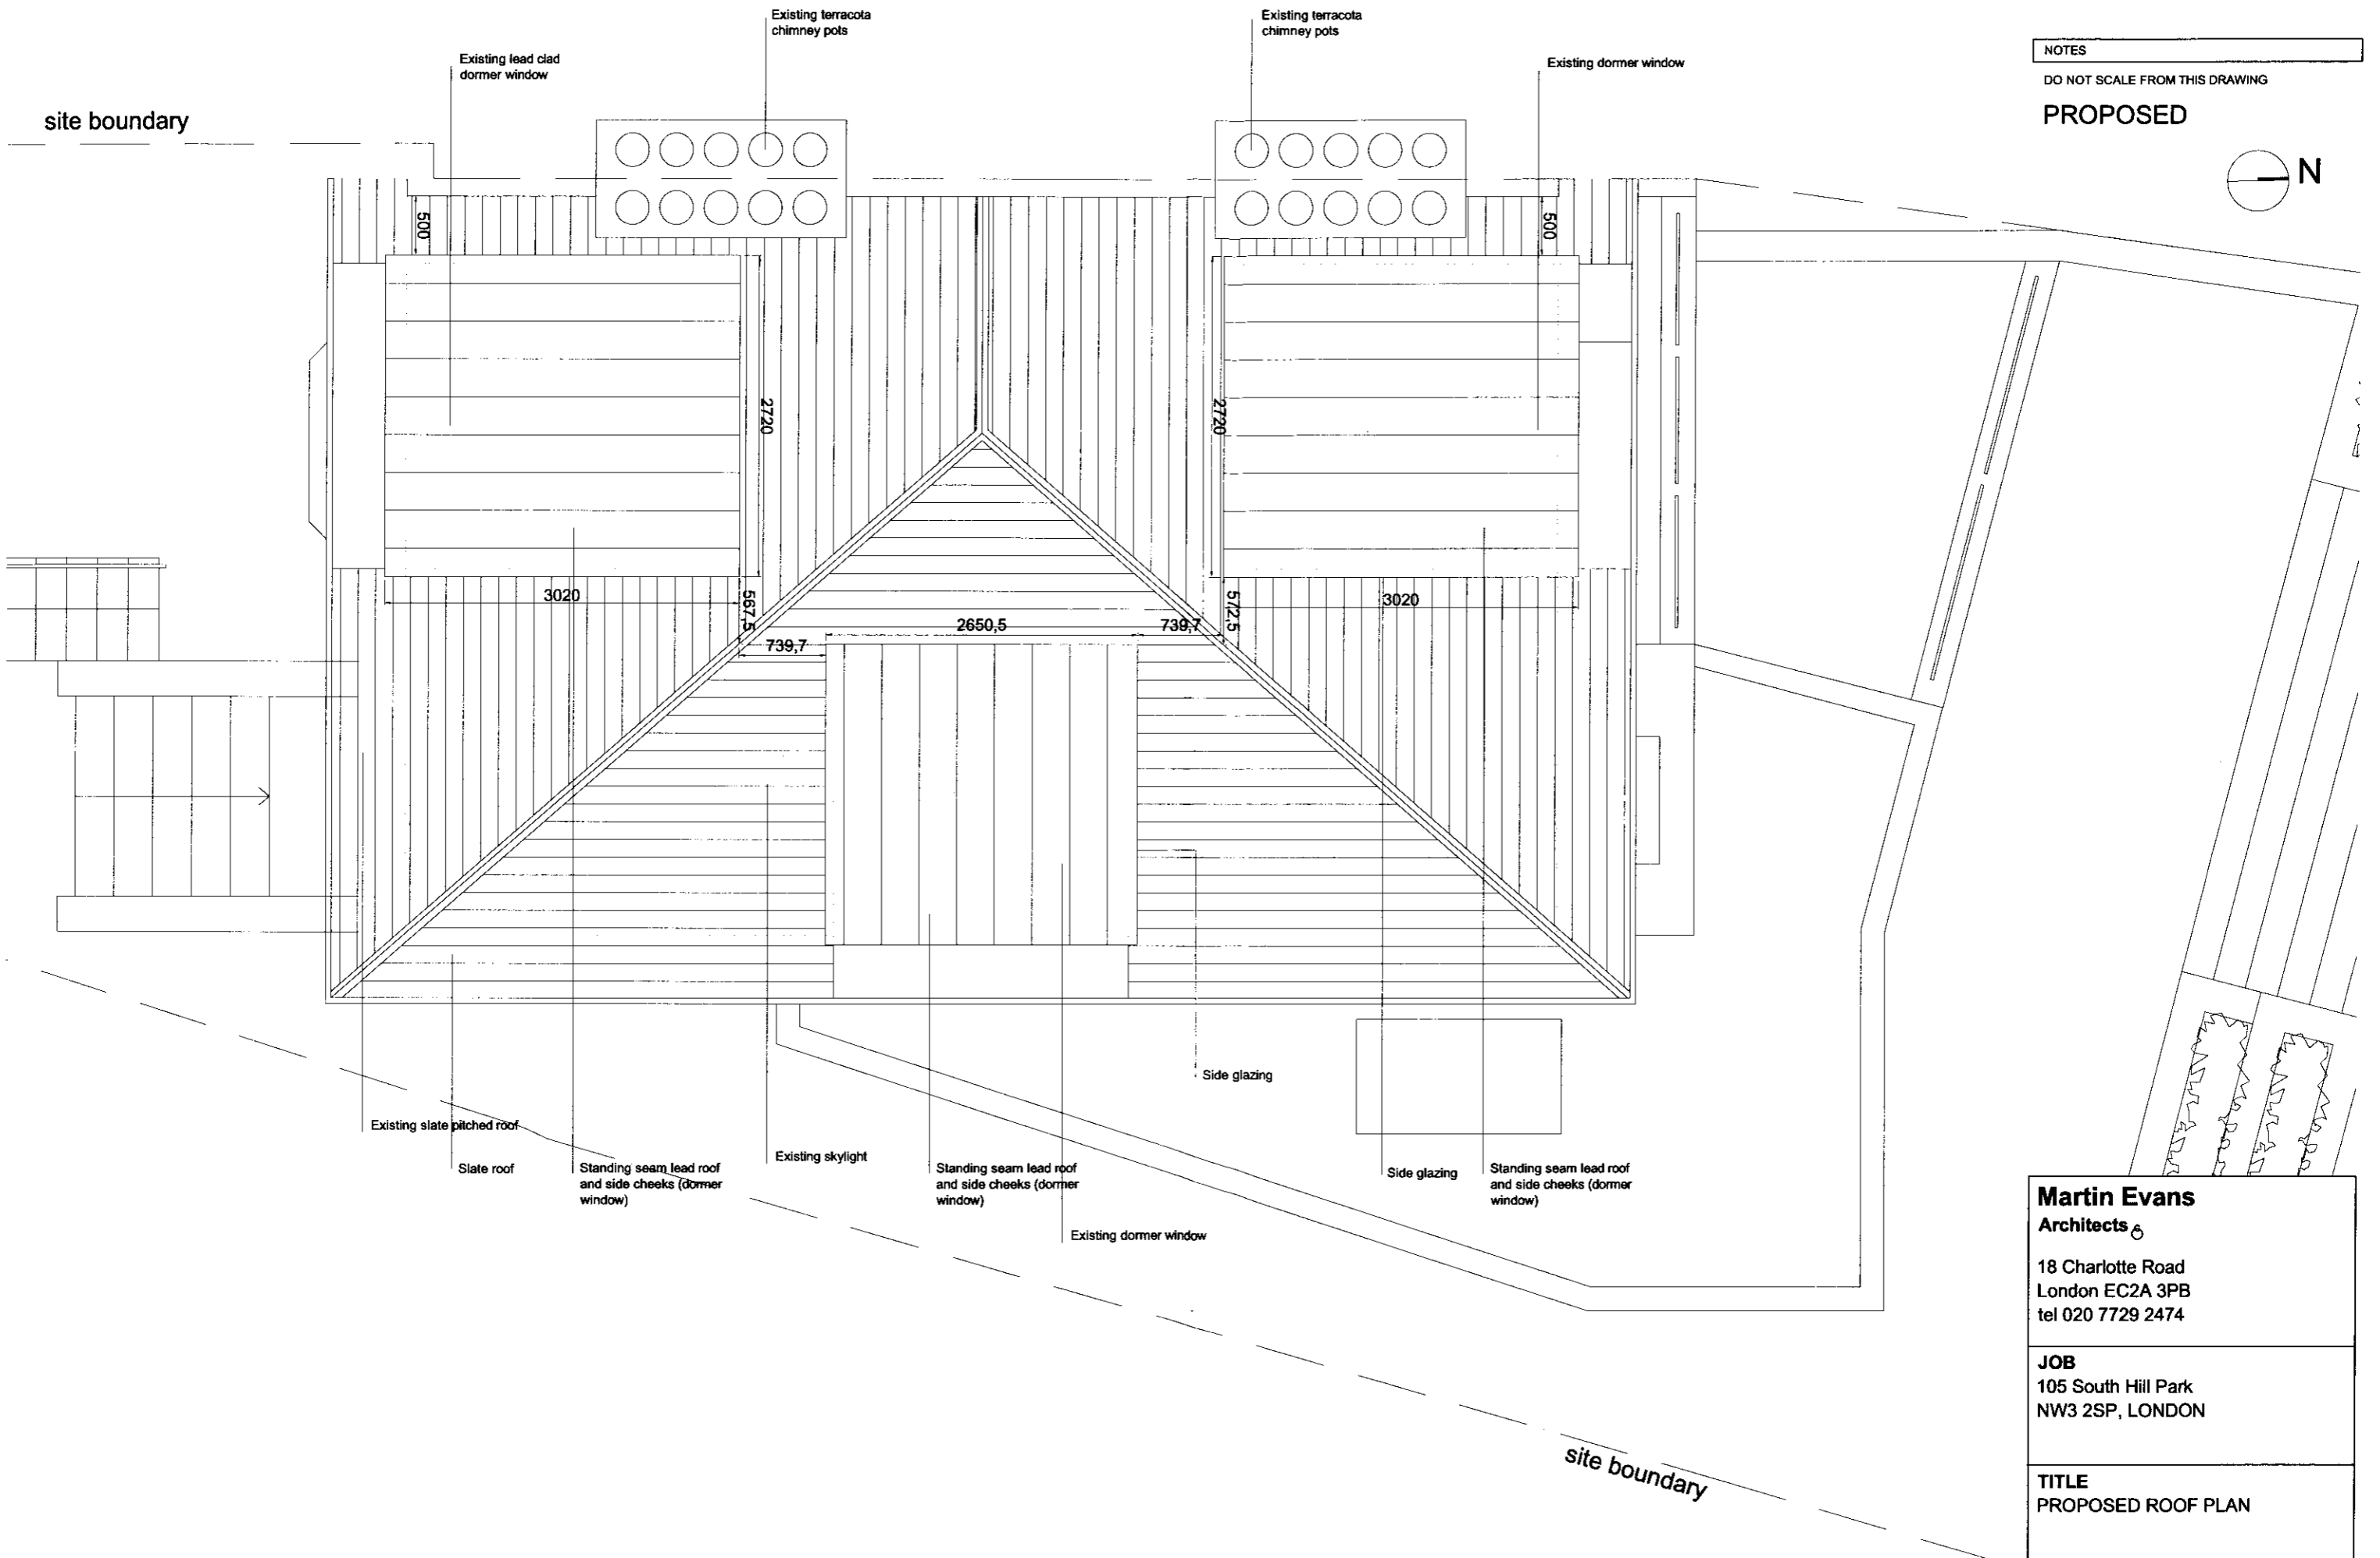 Existing terracota
chimney pots
Existing terracota
chimney pots
Existing lead clad
dormer window
Existing dormer window
NOTES
DO NOT SCALE FROM THIS DRAWING
PROPOSED
N
site boundary
500
500
2720
2720
3020
567,5
739,7
2650,5
739,7
572,5
3020
Side glazing
Existing slate pitched roof
Slate roof
Standing seam lead roof
and side cheeks (dormer
window)
Existing skylight
Standing seam lead roof
and side cheeks (dormer
window)
Existing dormer window
Side glazing
Standing seam lead roof
and side cheeks (dormer
window)
site boundary
Martin Evans
Architects
18 Charlotte Road
London EC2A 3PB
tel 020 7729 2474
JOB
105 South Hill Park
NW3 2SP, LONDON
TITLE
PROPOSED ROOF PLAN